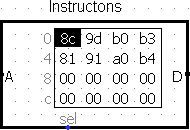 Instructons
0 8c 9d b0 b3
4 81 91 a0 b4
A 8 00 00 00 00 D
c 00 00 00 00
sel